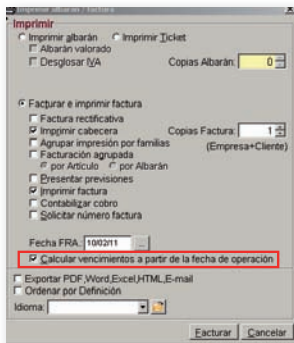 Imprimir albarán / factura
Imprimir
Imprimir albarán Imprimir Ticket
Albarán valorado
Desglosar IVA Copias Albarán: 0
Facturar e imprimir factura
Factura rectificativa
Imprimir cabecera Copias Factura: 1
Agrupar impresión por familias (Empresa+Cliente)
Facturación agrupada
por Artículo por Albarán
Presentar previsiones
Imprimir factura
Contabilizar cobro
Solicitar número factura
Fecha FRA.: 10/02/11 ...
Calcular vencimientos a partir de la fecha de operación
Exportar PDF,Word,Excel,HTML,E-mail
Ordenar por Definición
Idioma:
Facturar Cancelar